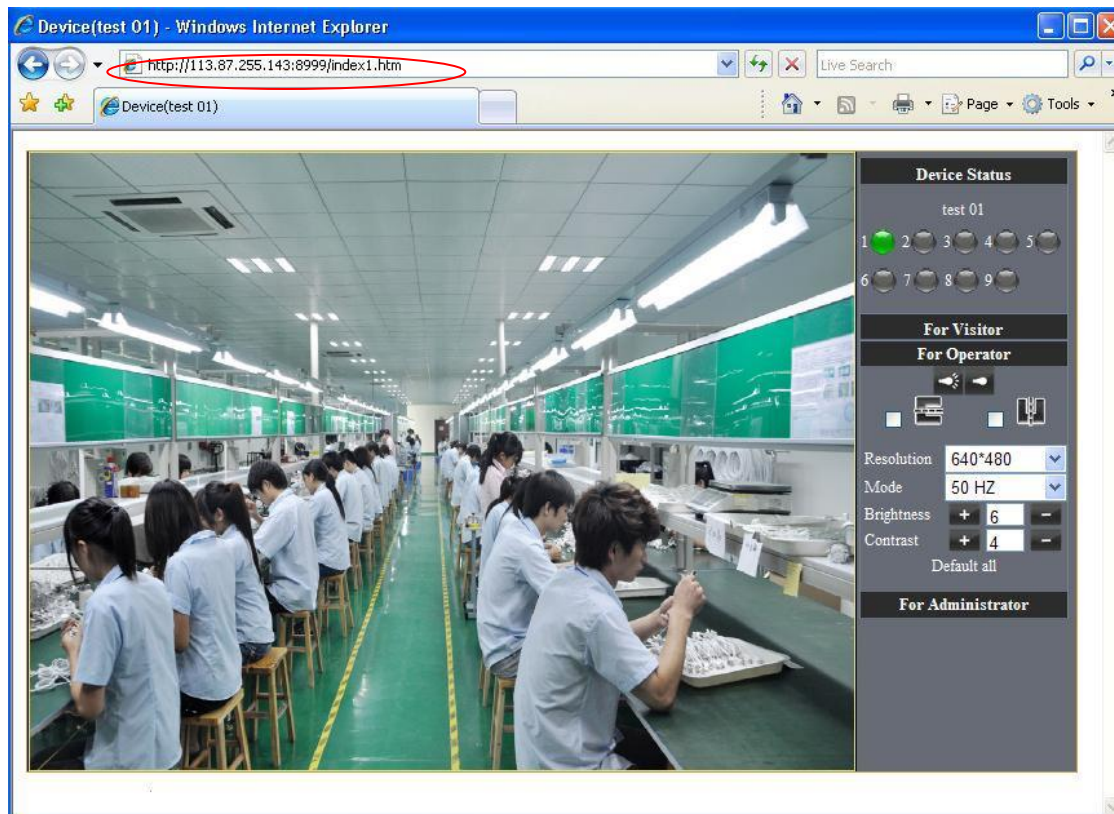 Device(test 01) - Windows Internet Explorer
http://113.87.255.143:8999/index1.htm
Live Search
Device(test 01)
Page
Tools
Device Status
test 01
1 2 3 4 5
6 7 8 9
For Visitor
For Operator
Resolution 640*480
Mode 50 HZ
Brightness + 6 -
Contrast + 4 -
Default all
For Administrator